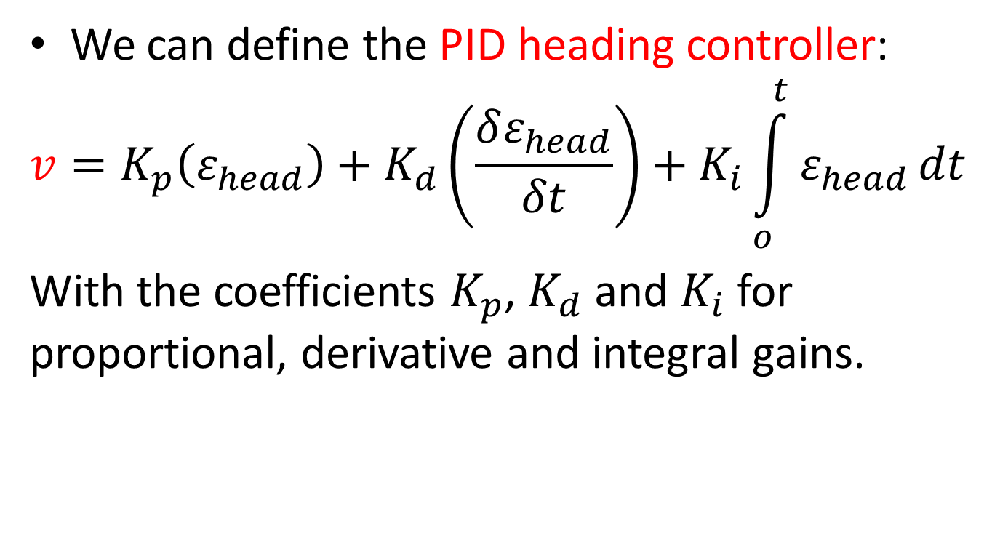 • We can define the PID heading controller:
$v = K_p(\varepsilon_{head}) + K_d\left(\frac{\delta\varepsilon_{head}}{\delta t}\right) + K_i \int_{o}^{t} \varepsilon_{head}\, dt$
With the coefficients $K_p$, $K_d$ and $K_i$ for
proportional, derivative and integral gains.